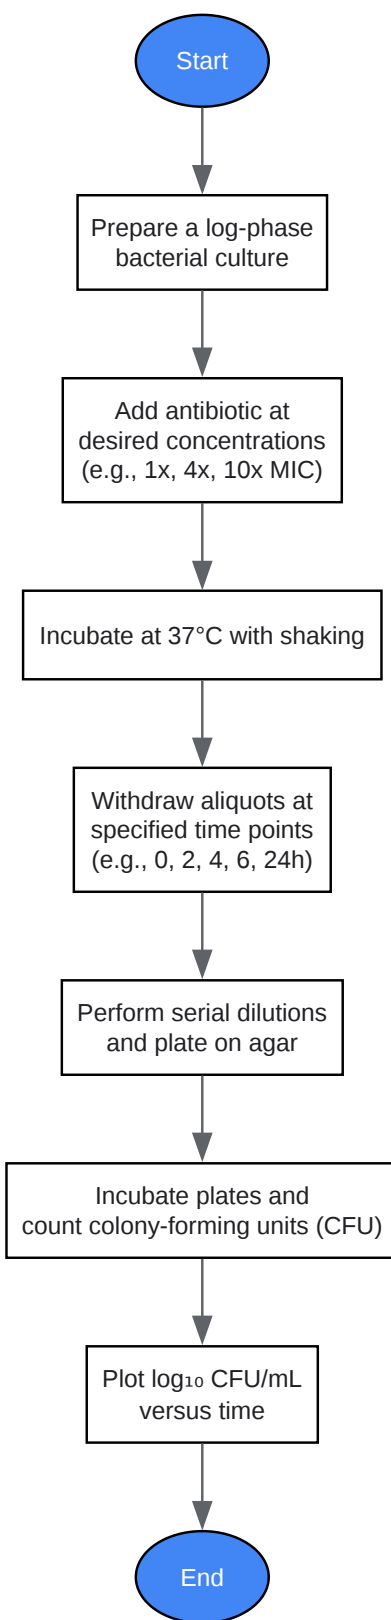 Start
Prepare a log-phase
bacterial culture
Add antibiotic at
desired concentrations
(e.g., 1x, 4x, 10x MIC)
Incubate at 37°C with shaking
Withdraw aliquots at
specified time points
(e.g., 0, 2, 4, 6, 24h)
Perform serial dilutions
and plate on agar
Incubate plates and
count colony-forming units (CFU)
Plot log₁₀ CFU/mL
versus time
End